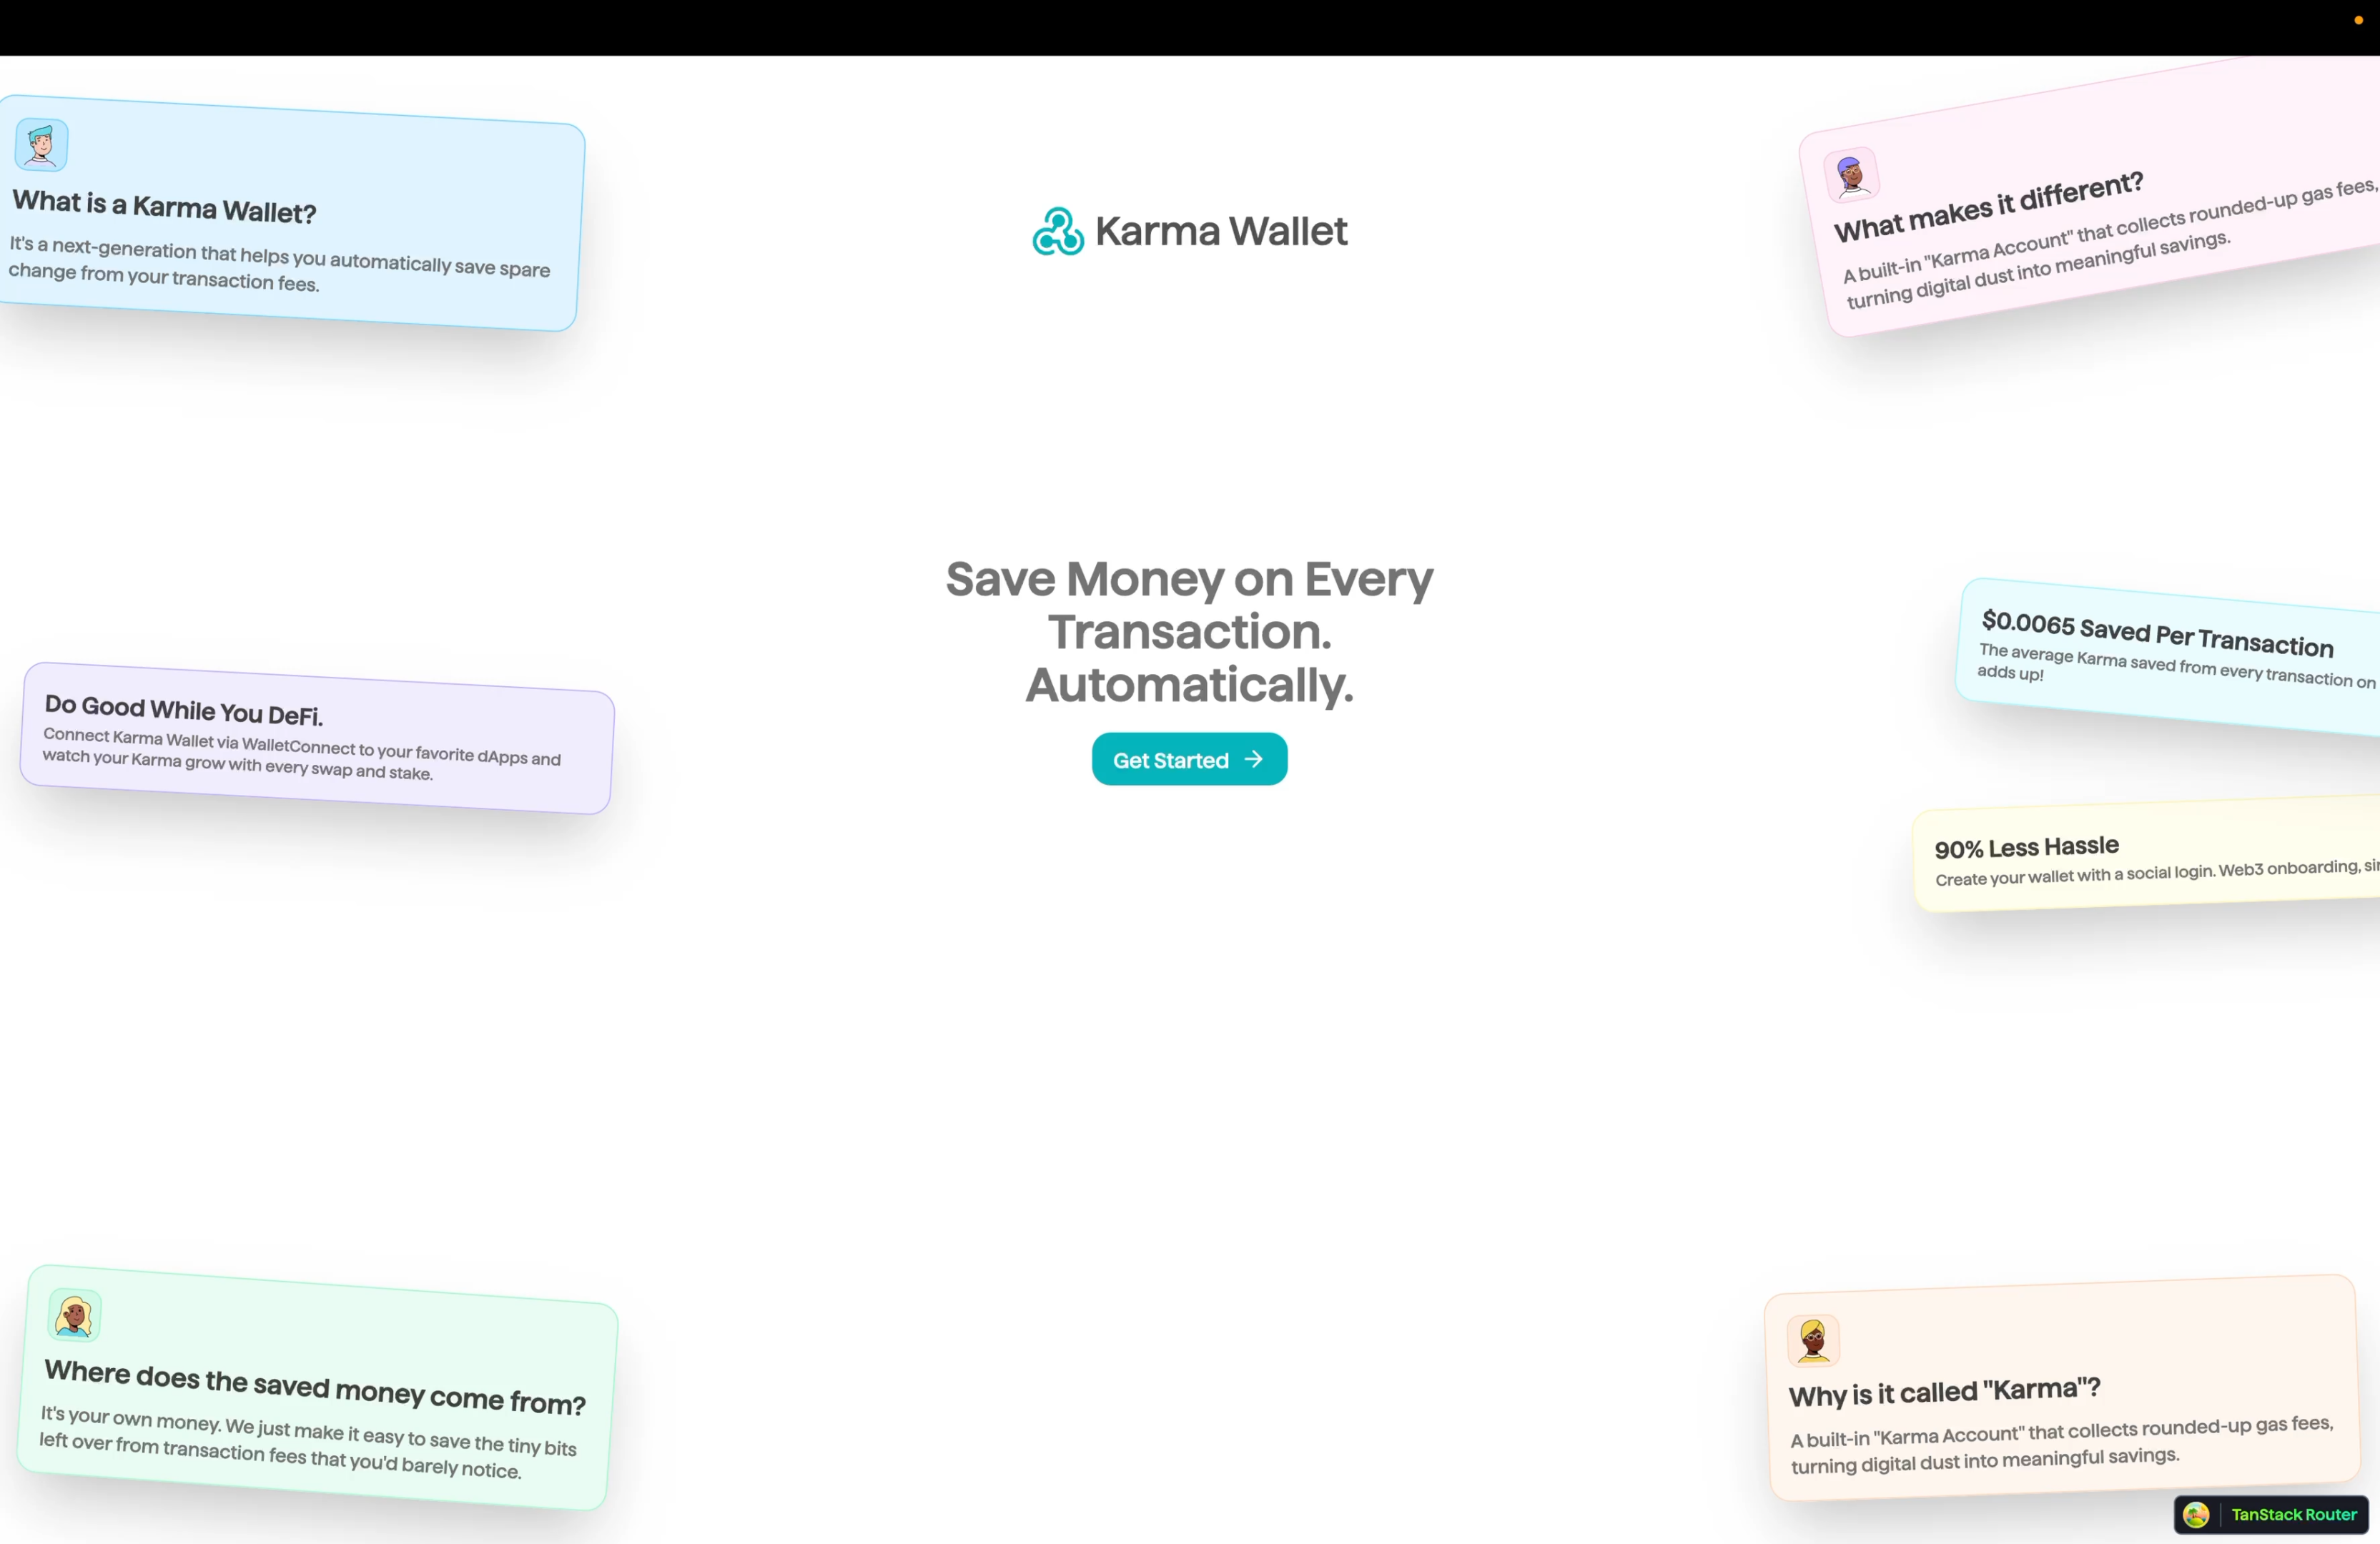 What is a Karma Wallet?
It's a next-generation that helps you automatically save spare
change from your transaction fees.
Karma Wallet
What makes it different?
A built-in "Karma Account" that collects rounded-up gas fees,
turning digital dust into meaningful savings.
Save Money on Every
Transaction.
Automatically.
Get Started
Do Good While You DeFi.
Connect Karma Wallet via WalletConnect to your favorite dApps and
watch your Karma grow with every swap and stake.
$0.0065 Saved Per Transaction
The average Karma saved from every transaction on
adds up!
90% Less Hassle
Create your wallet with a social login. Web3 onboarding,
Where does the saved money come from?
It's your own money. We just make it easy to save the tiny bits
left over from transaction fees that you'd barely notice.
Why is it called "Karma"?
A built-in "Karma Account" that collects rounded-up gas fees,
turning digital dust into meaningful savings.
TanStack Router